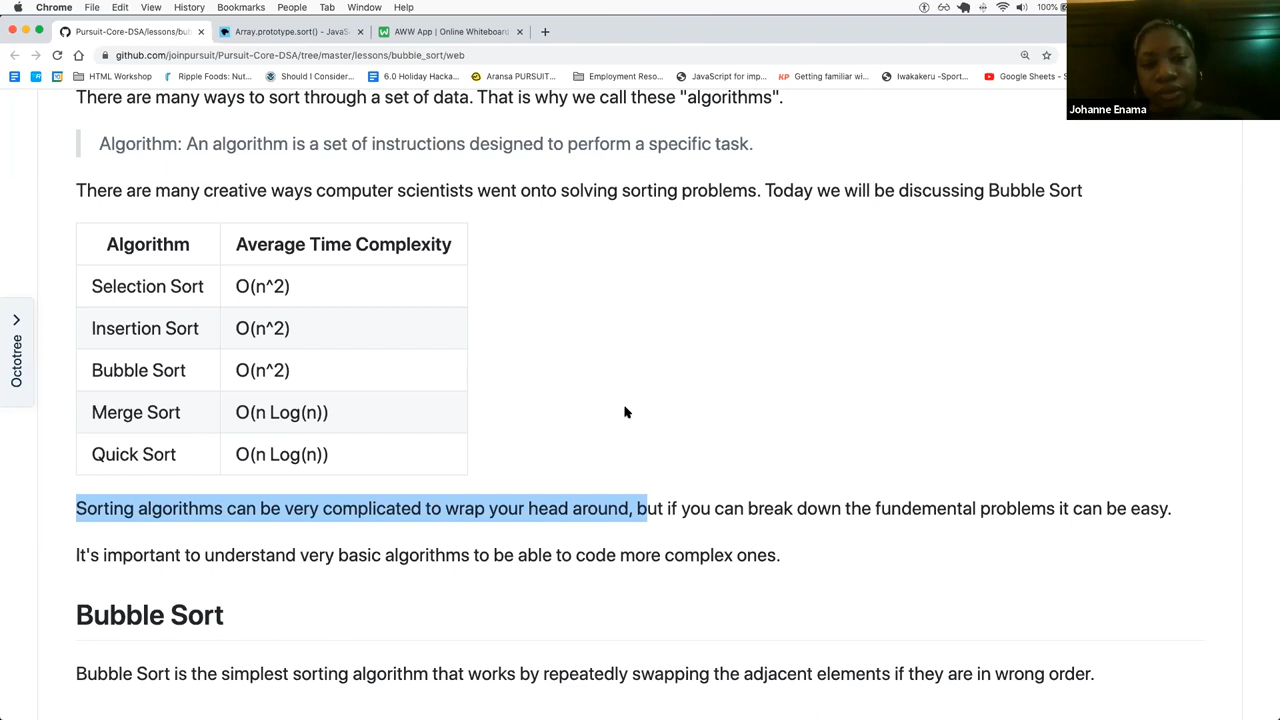 Chrome File Edit View History Bookmarks People Tab Window Help 100%
Pursuit-Core-DSA/lessons/bub Array.prototype.sort() - JavaSc AWW App | Online Whiteboard
github.com/joinpursuit/Pursuit-Core-DSA/tree/master/lessons/bubble_sort/web
HTML Workshop Ripple Foods: Nut... Should I Consider... 6.0 Holiday Hacka... Aransa PURSUIT... Employment Reso... JavaScript for imp... Getting familiar wi... Iwakakeru -Sport... Google Sheets - S
Johanne Enama
There are many ways to sort through a set of data. That is why we call these "algorithms".
Algorithm: An algorithm is a set of instructions designed to perform a specific task.
There are many creative ways computer scientists went onto solving sorting problems. Today we will be discussing Bubble Sort
Algorithm Average Time Complexity
Selection Sort O(n^2)
Insertion Sort O(n^2)
Bubble Sort O(n^2)
Merge Sort O(n Log(n))
Quick Sort O(n Log(n))
Octotree
Sorting algorithms can be very complicated to wrap your head around, but if you can break down the fundemental problems it can be easy.
It's important to understand very basic algorithms to be able to code more complex ones.
Bubble Sort
Bubble Sort is the simplest sorting algorithm that works by repeatedly swapping the adjacent elements if they are in wrong order.